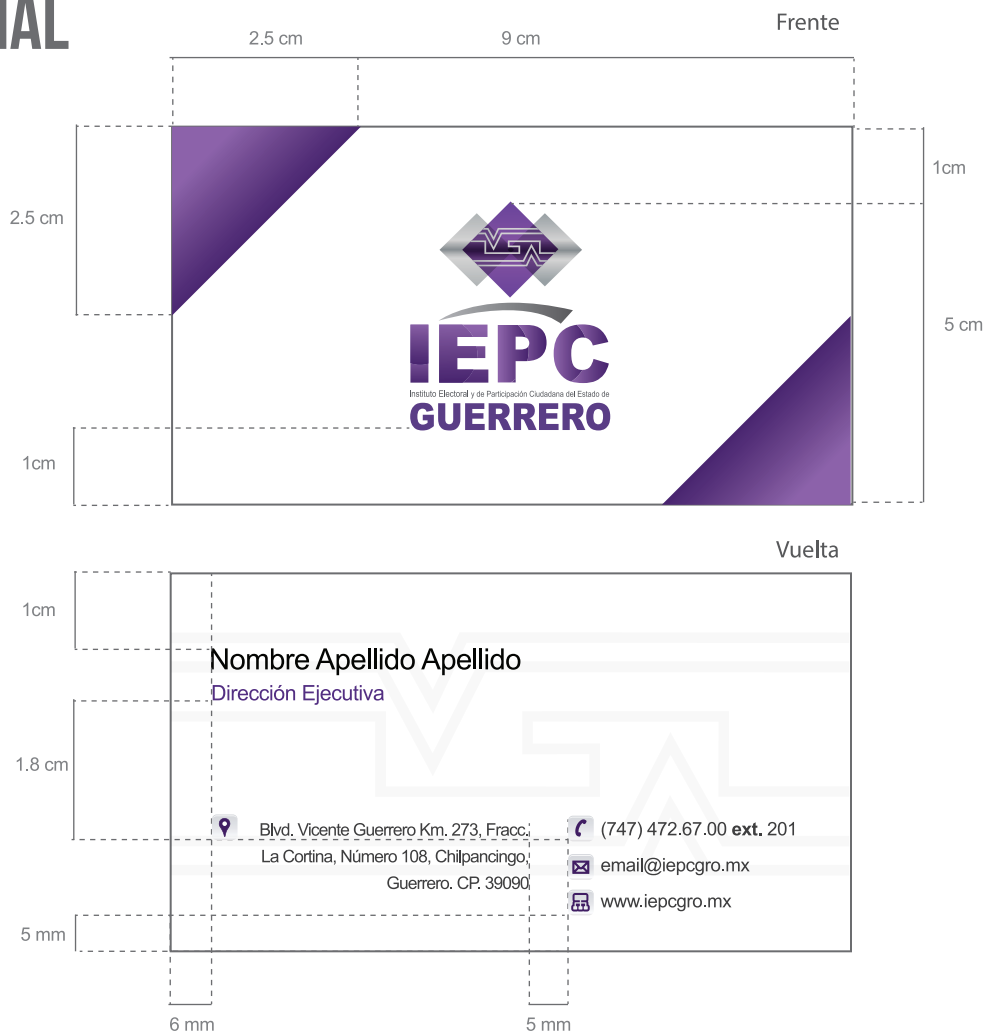 IAL
Frente
2.5 cm
9 cm
1cm
2.5 cm
5 cm
IEPC
Instituto Electoral y de Participación Ciudadana del Estado de
GUERRERO
1cm
Vuelta
1cm
Nombre Apellido Apellido
Dirección Ejecutiva
1.8 cm
Blvd. Vicente Guerrero Km. 273, Fracc.
La Cortina, Número 108, Chilpancingo,
Guerrero. CP. 39090
(747) 472.67.00 ext. 201
email@iepcgro.mx
www.iepcgro.mx
5 mm
6 mm
5 mm